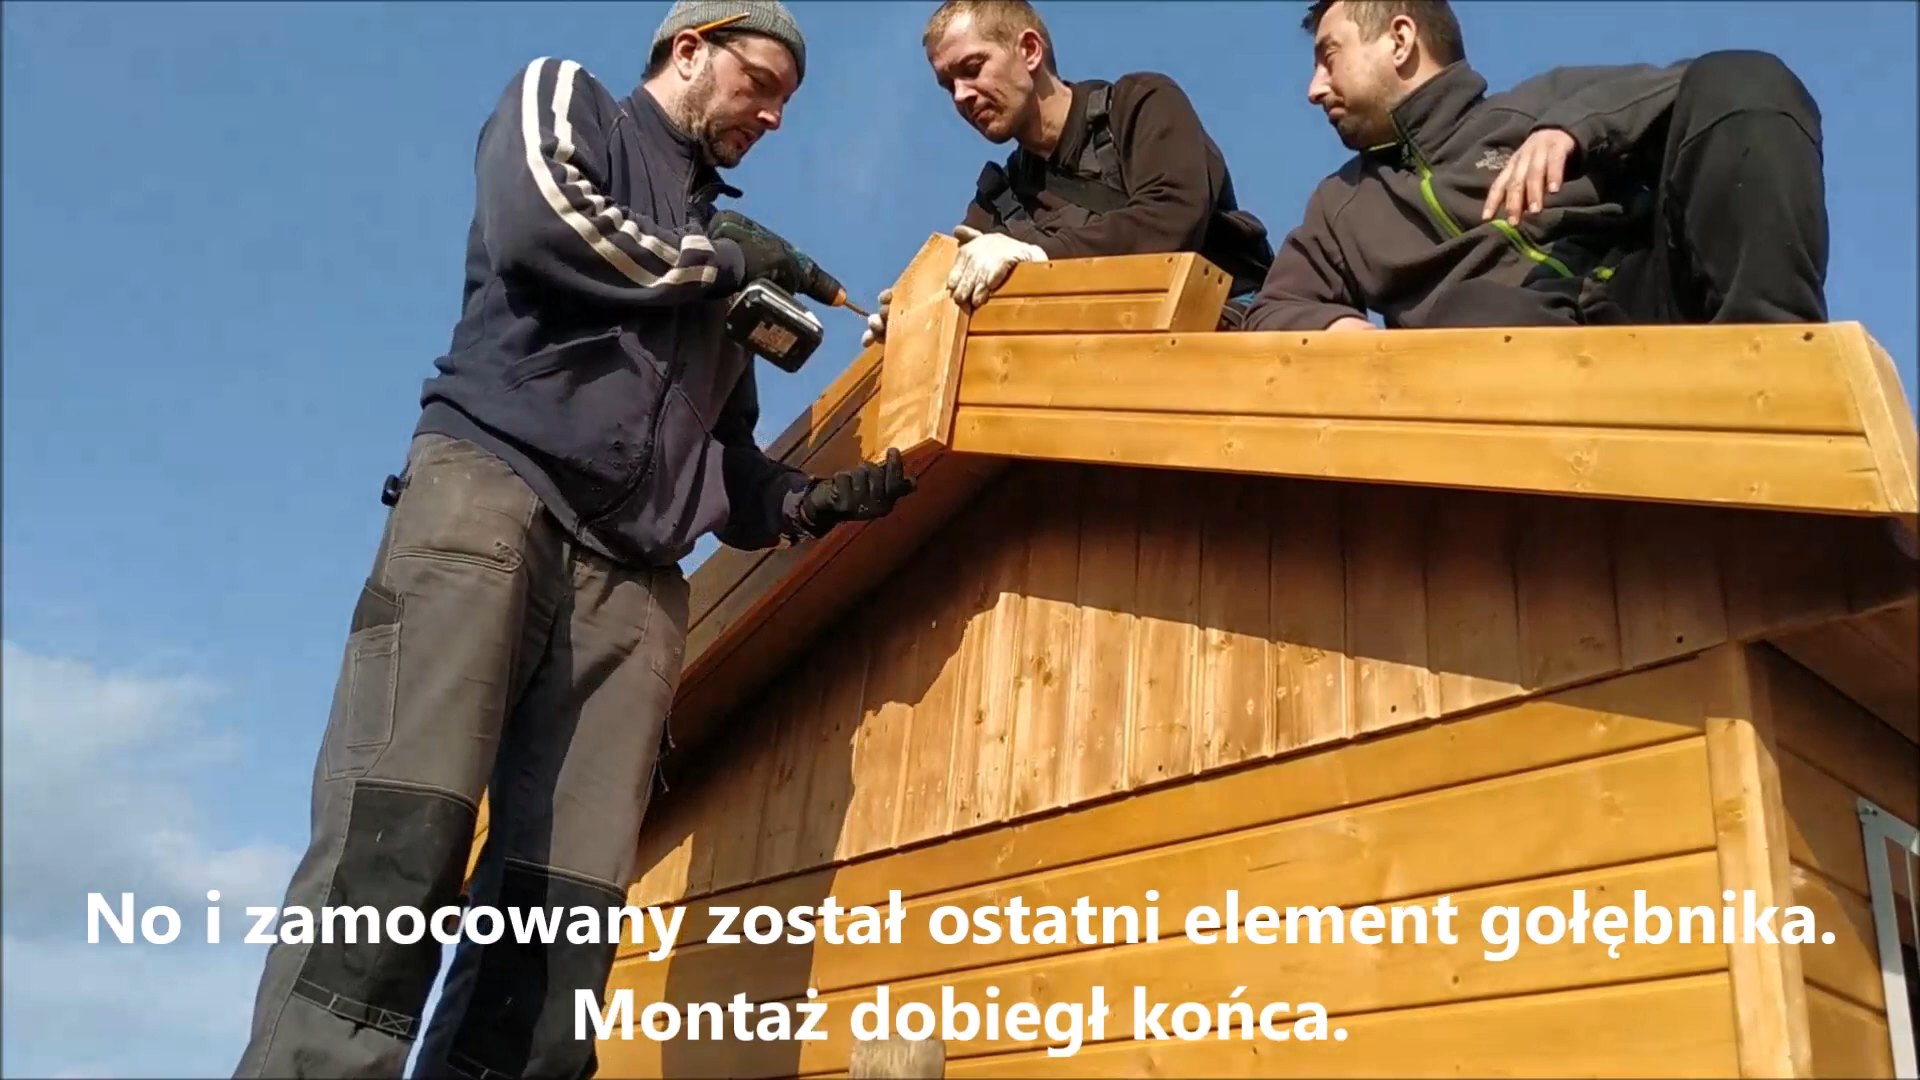 No i zamocowany został ostatni element gołębnika.
Montaż dobiegł końca.